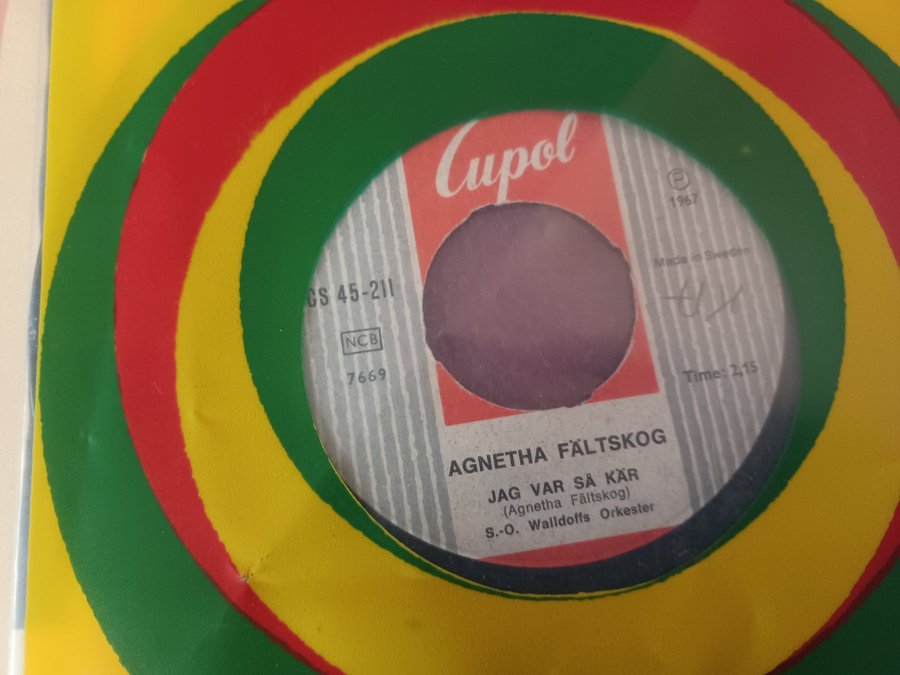 Cupol
℗
1967
Made in Sweden
GS 45-211
NCB
7669
Time: 2,15
AGNETHA FÄLTSKOG
JAG VAR SÅ KÄR
(Agnetha Fältskog)
S.-O. Walldoffs Orkester